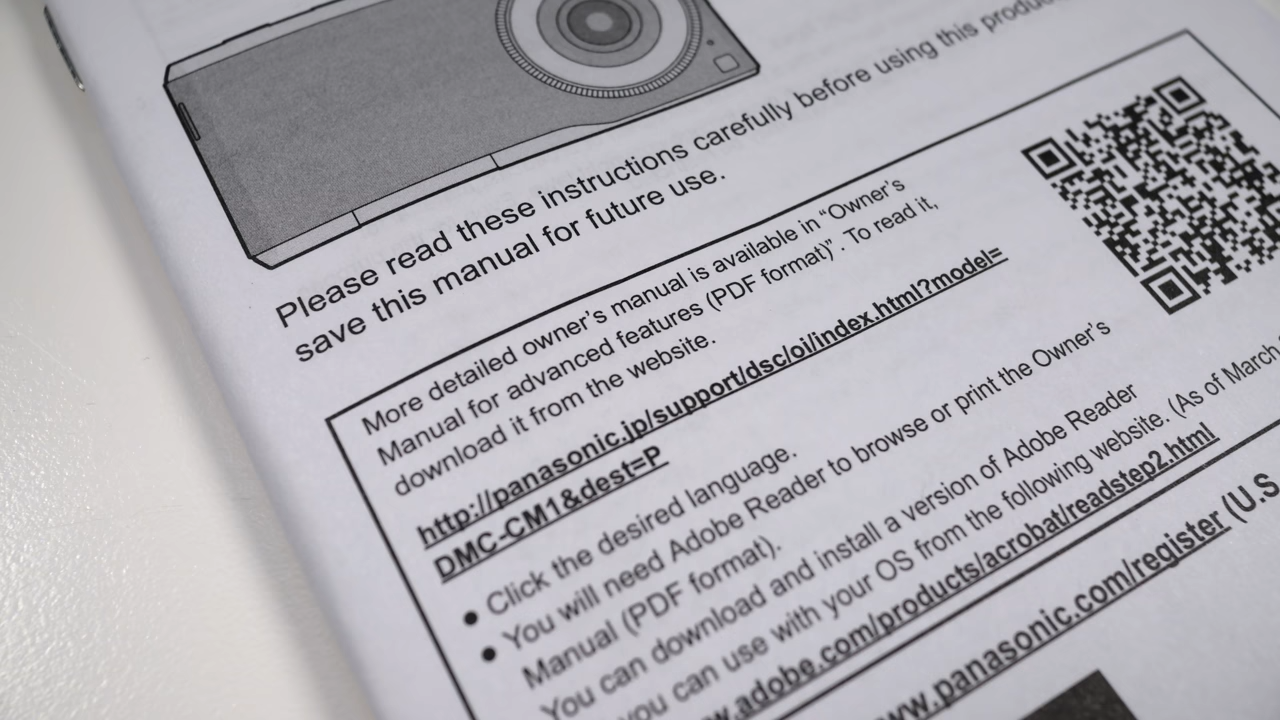 Please read these instructions carefully before using this
save this manual for future use.
More detailed owner's manual is available in “Owner's
Manual for advanced features (PDF format)” . To read it,
download it from the website.
http://panasonic.jp/support/dsc/oi/index.html?model=
DMC-CM1&dest=P
● Click the desired language.
● You will need Adobe Reader to browse or print the Owner's
Manual (PDF format).
You can download and install a version of Adobe Reader
you can use with your OS from the following website. (As of March
.adobe.com/products/acrobat/readstep2.html
.panasonic.com/register (U.S